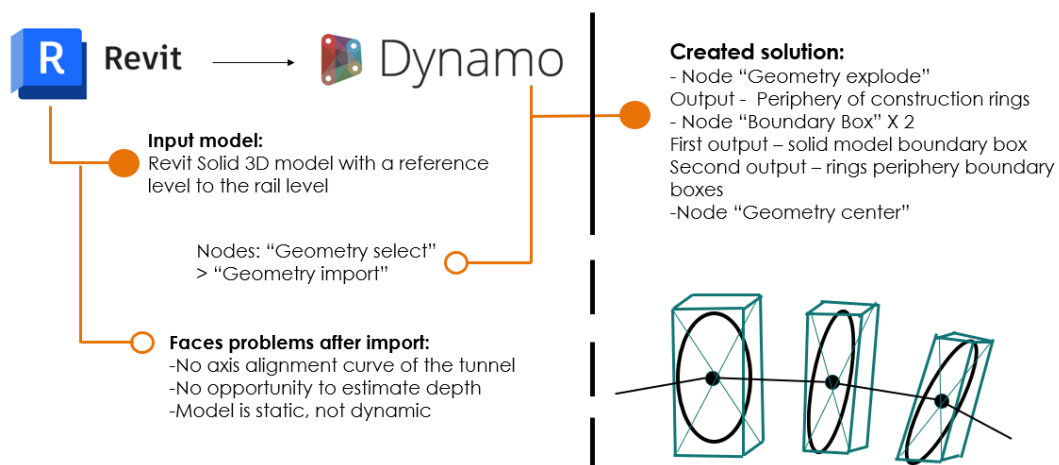 R Revit
Dynamo
Input model:
Revit Solid 3D model with a reference
level to the rail level
Nodes: “Geometry select”
> “Geometry import”
Faces problems after import:
-No axis alignment curve of the tunnel
-No opportunity to estimate depth
-Model is static, not dynamic
Created solution:
- Node “Geometry explode”
Output - Periphery of construction rings
- Node “Boundary Box” X 2
First output – solid model boundary box
Second output – rings periphery boundary
boxes
-Node “Geometry center”